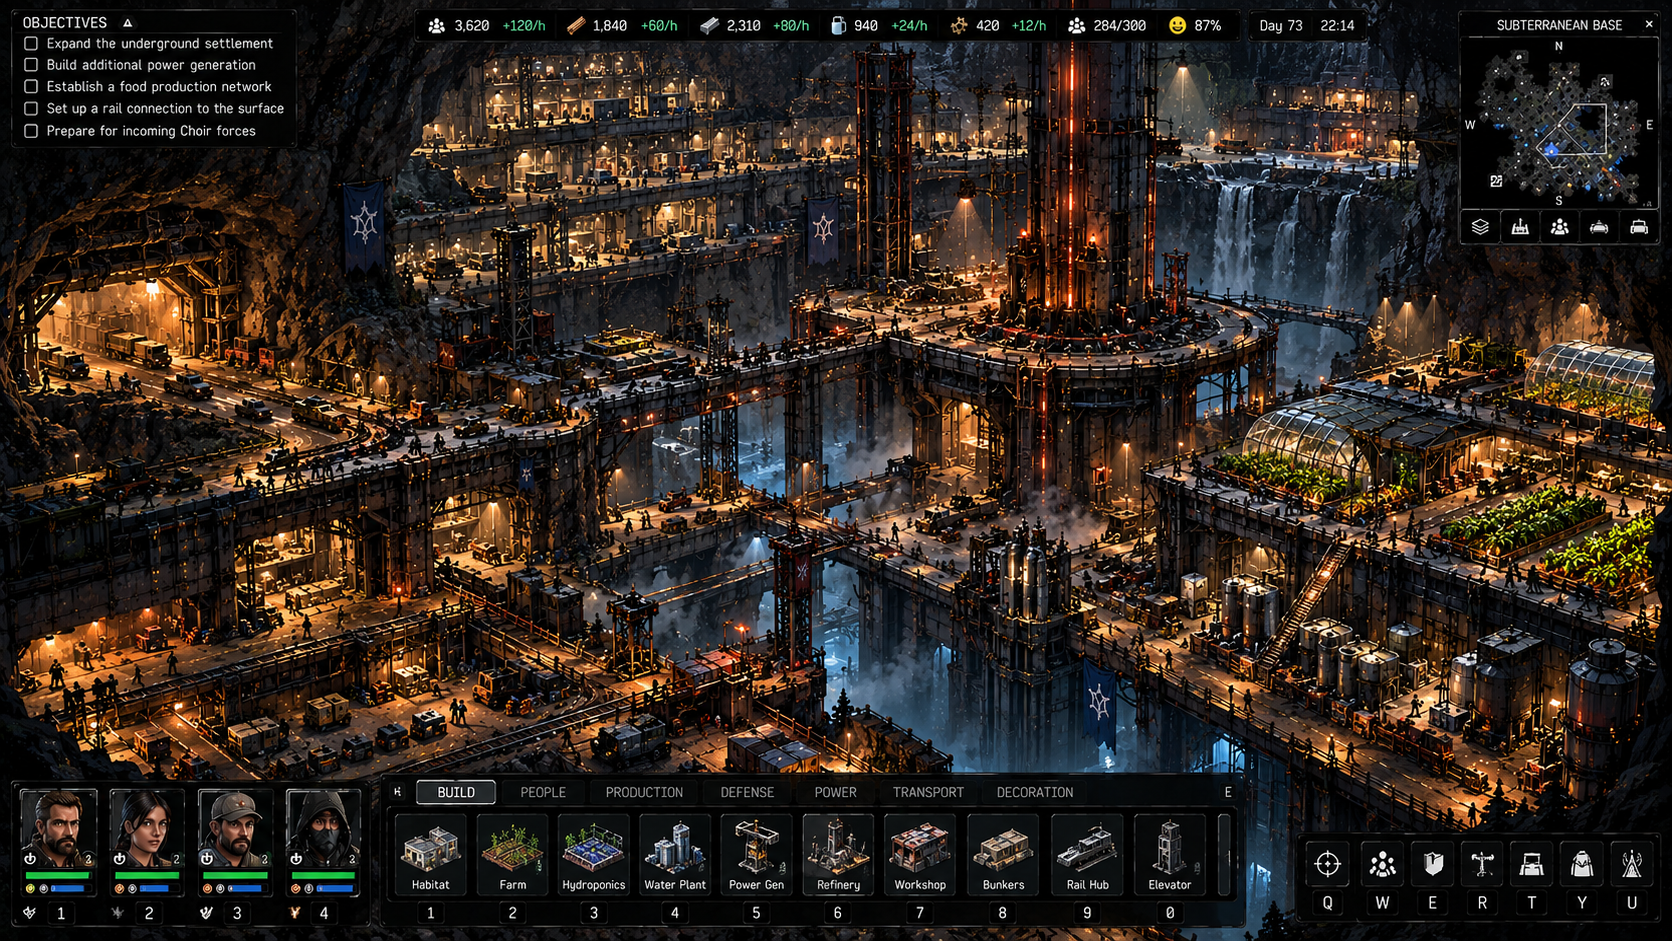 OBJECTIVES
Expand the underground settlement
Build additional power generation
Establish a food production network
Set up a rail connection to the surface
Prepare for incoming Choir forces
3,620 +120/h 1,840 +60/h 2,310 +80/h 940 +24/h 420 +12/h 284/300 87% Day 73 22:14
SUBTERRANEAN BASE
N
W E
S
BUILD PEOPLE PRODUCTION DEFENSE POWER TRANSPORT DECORATION E
Habitat Farm Hydroponics Water Plant Power Gen Refinery Workshop Bunkers Rail Hub Elevator
1 2 3 4 5 6 7 8 9 0
3 2 2 3
1 2 3 4
Q W E R T Y U